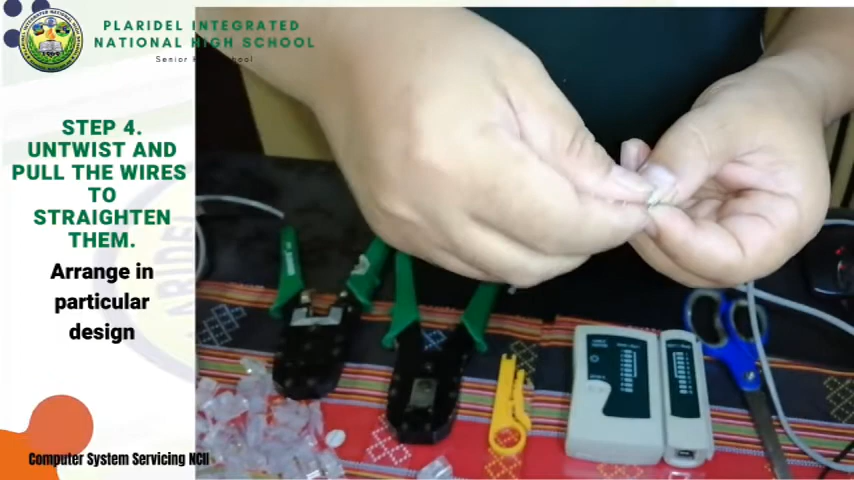 PLARIDEL INTEGRATED
NATIONAL HIGH SCHOOL
STEP 4.
UNTWIST AND
PULL THE WIRES
TO
STRAIGHTEN
THEM.
Arrange in
particular
design
Computer System Servicing NCII